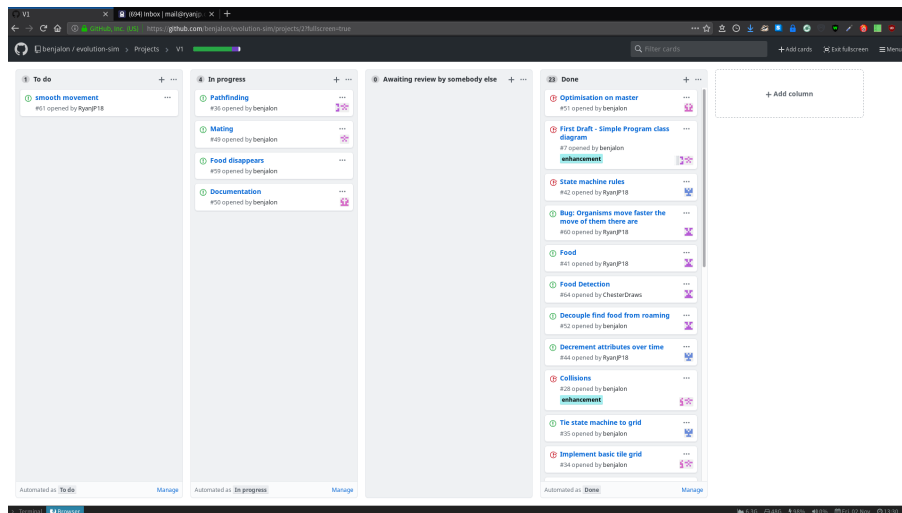 V1
(694) Inbox | mail@ryanjp.
GitHub, Inc. (US) https://github.com/benjalon/evolution-sim/projects/2?fullscreen=true
benjalon / evolution-sim Projects V1
Filter cards
Add cards
Exit fullscreen
Menu
1 To do
smooth movement
#61 opened by RyanJP18
Automated as To do
Manage
4 In progress
Pathfinding
#36 opened by benjalon
Mating
#49 opened by benjalon
Food disappears
#59 opened by benjalon
Documentation
#50 opened by benjalon
Automated as In progress
Manage
0 Awaiting review by somebody else
23 Done
Optimisation on master
#51 opened by benjalon
First Draft - Simple Program class
diagram
#7 opened by benjalon
enhancement
State machine rules
#42 opened by RyanJP18
Bug: Organisms move faster the
move of them there are
#60 opened by RyanJP18
Food
#41 opened by RyanJP18
Food Detection
#64 opened by ChesterDraws
Decouple find food from roaming
#52 opened by benjalon
Decrement attributes over time
#44 opened by RyanJP18
Collisions
#28 opened by benjalon
enhancement
Tie state machine to grid
#35 opened by benjalon
Implement basic tile grid
#34 opened by benjalon
Automated as Done
Manage
+ Add column
Terminal
Browser
Fri, 02 Nov
13:30